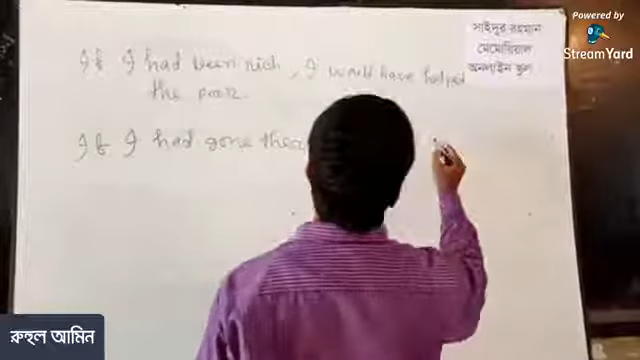 If I had been rich, I would have helped
the poor.
If I had gone there
সাইদুর রহমান
মেমোরিয়াল
অনলাইন স্কুল
Powered by
StreamYard
রুহুল আমিন